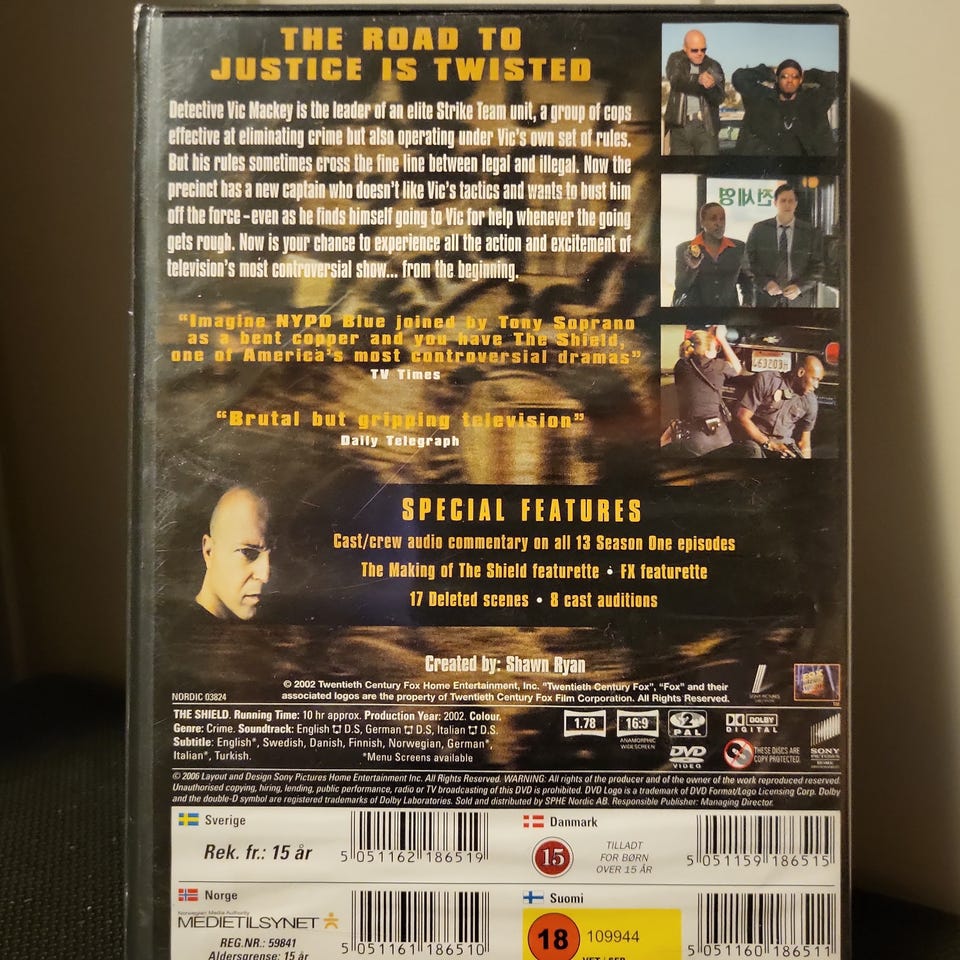 THE ROAD TO
JUSTICE IS TWISTED
Detective Vic Mackey is the leader of an elite Strike Team unit, a group of cops
effective at eliminating crime but also operating under Vic's own set of rules.
But his rules sometimes cross the fine line between legal and illegal. Now the
precinct has a new captain who doesn't like Vic's tactics and wants to bust him
off the force – even as he finds himself going to Vic for help whenever the going
gets rough. Now is your chance to experience all the action and excitement of
television's most controversial show... from the beginning.
"Imagine NYPD Blue joined by Tony Soprano
as a bent copper and you have The Shield,
one of America's most controversial dramas"
TV Times
"Brutal but gripping television"
Daily Telegraph
SPECIAL FEATURES
Cast/crew audio commentary on all 13 Season One episodes
The Making of The Shield featurette • FX featurette
17 Deleted scenes • 8 cast auditions
Created by: Shawn Ryan
© 2002 Twentieth Century Fox Home Entertainment, Inc. "Twentieth Century Fox", "Fox" and their
associated logos are the property of Twentieth Century Fox Film Corporation. All Rights Reserved.
NORDIC 03824
THE SHIELD. Running Time: 10 hr approx. Production Year: 2002. Colour.
Genre: Crime. Soundtrack: English D.S, German D.S, Italian D.S.
Subtitle: English*, Swedish, Danish, Finnish, Norwegian, German*,
Italian*, Turkish. *Menu Screens available
1.78
16:9
ANAMORPHIC
WIDESCREEN
2
PAL
DVD
VIDEO
DOLBY
DIGITAL
THESE DISCS ARE
COPY PROTECTED.
SONY
PICTURES
© 2006 Layout and Design Sony Pictures Home Entertainment Inc. All Rights Reserved. WARNING: All rights of the producer and of the owner of the work reproduced reserved.
Unauthorised copying, hiring, lending, public performance, radio or TV broadcasting of this DVD is prohibited. DVD Logo is a trademark of DVD Format/Logo Licensing Corp. Dolby
and the double-D symbol are registered trademarks of Dolby Laboratories. Sold and distributed by SPHE Nordic AB. Responsible Publisher: Managing Director.
Sverige
Rek. fr.: 15 år
5 051162 186519
Danmark
15
TILLADT
FOR BØRN
OVER 15 ÅR
5 051159 186515
Norge
Norwegian Media Authority
MEDIETILSYNET
REG.NR.: 59841
Aldersgrense: 15 år
5 051161 186510
Suomi
18
109944
5 051160 186511